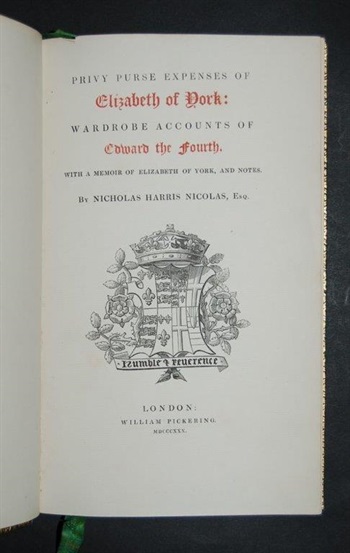 PRIVY PURSE EXPENSES OF
Elizabeth of York:
WARDROBE ACCOUNTS OF
Edward the Fourth.
WITH A MEMOIR OF ELIZABETH OF YORK, AND NOTES.
By NICHOLAS HARRIS NICOLAS, Esq.
Humble & reverence
LONDON:
WILLIAM PICKERING.
MDCCCXXX.